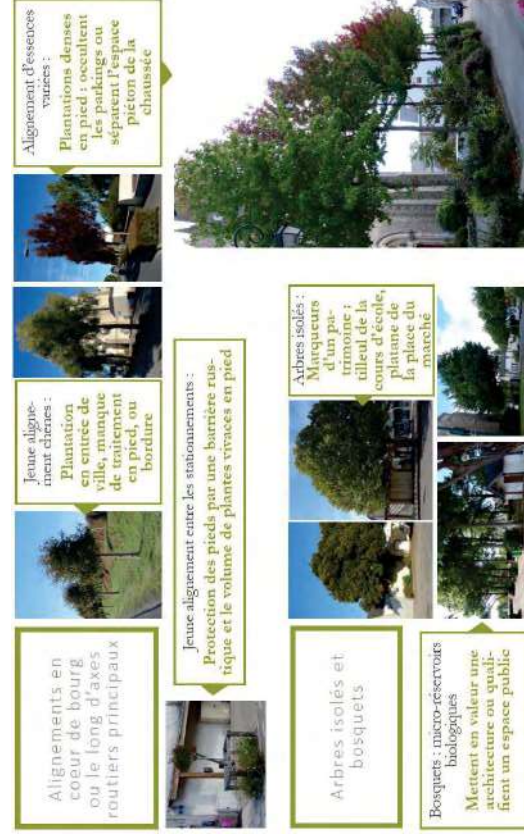 Alignements en
coeur de bourg
ou le long d'axes
routiers principaux
Jeune aligne-
ment chênes :
Plantation
en entrée de
ville, manque
de traitement
en pied, ou
bordure
Alignement d'essences
variées :
Plantations denses
en pied : occultent
les parkings ou
séparent l'espace
piéton de la
chaussée
Jeune alignement entre les stationnements :
Protection des pieds par une barrière rus-
tique et le volume de plantes vivaces en pied
Arbres isolés et
bosquets
Arbres isolés :
Marqueurs
d'un pa-
trimoine :
tilleul de la
cours d'école,
platane de
la place du
marché
Bosquets : micro-réservoirs
biologiques
Mettent en valeur une
architecture ou quali-
fient un espace public